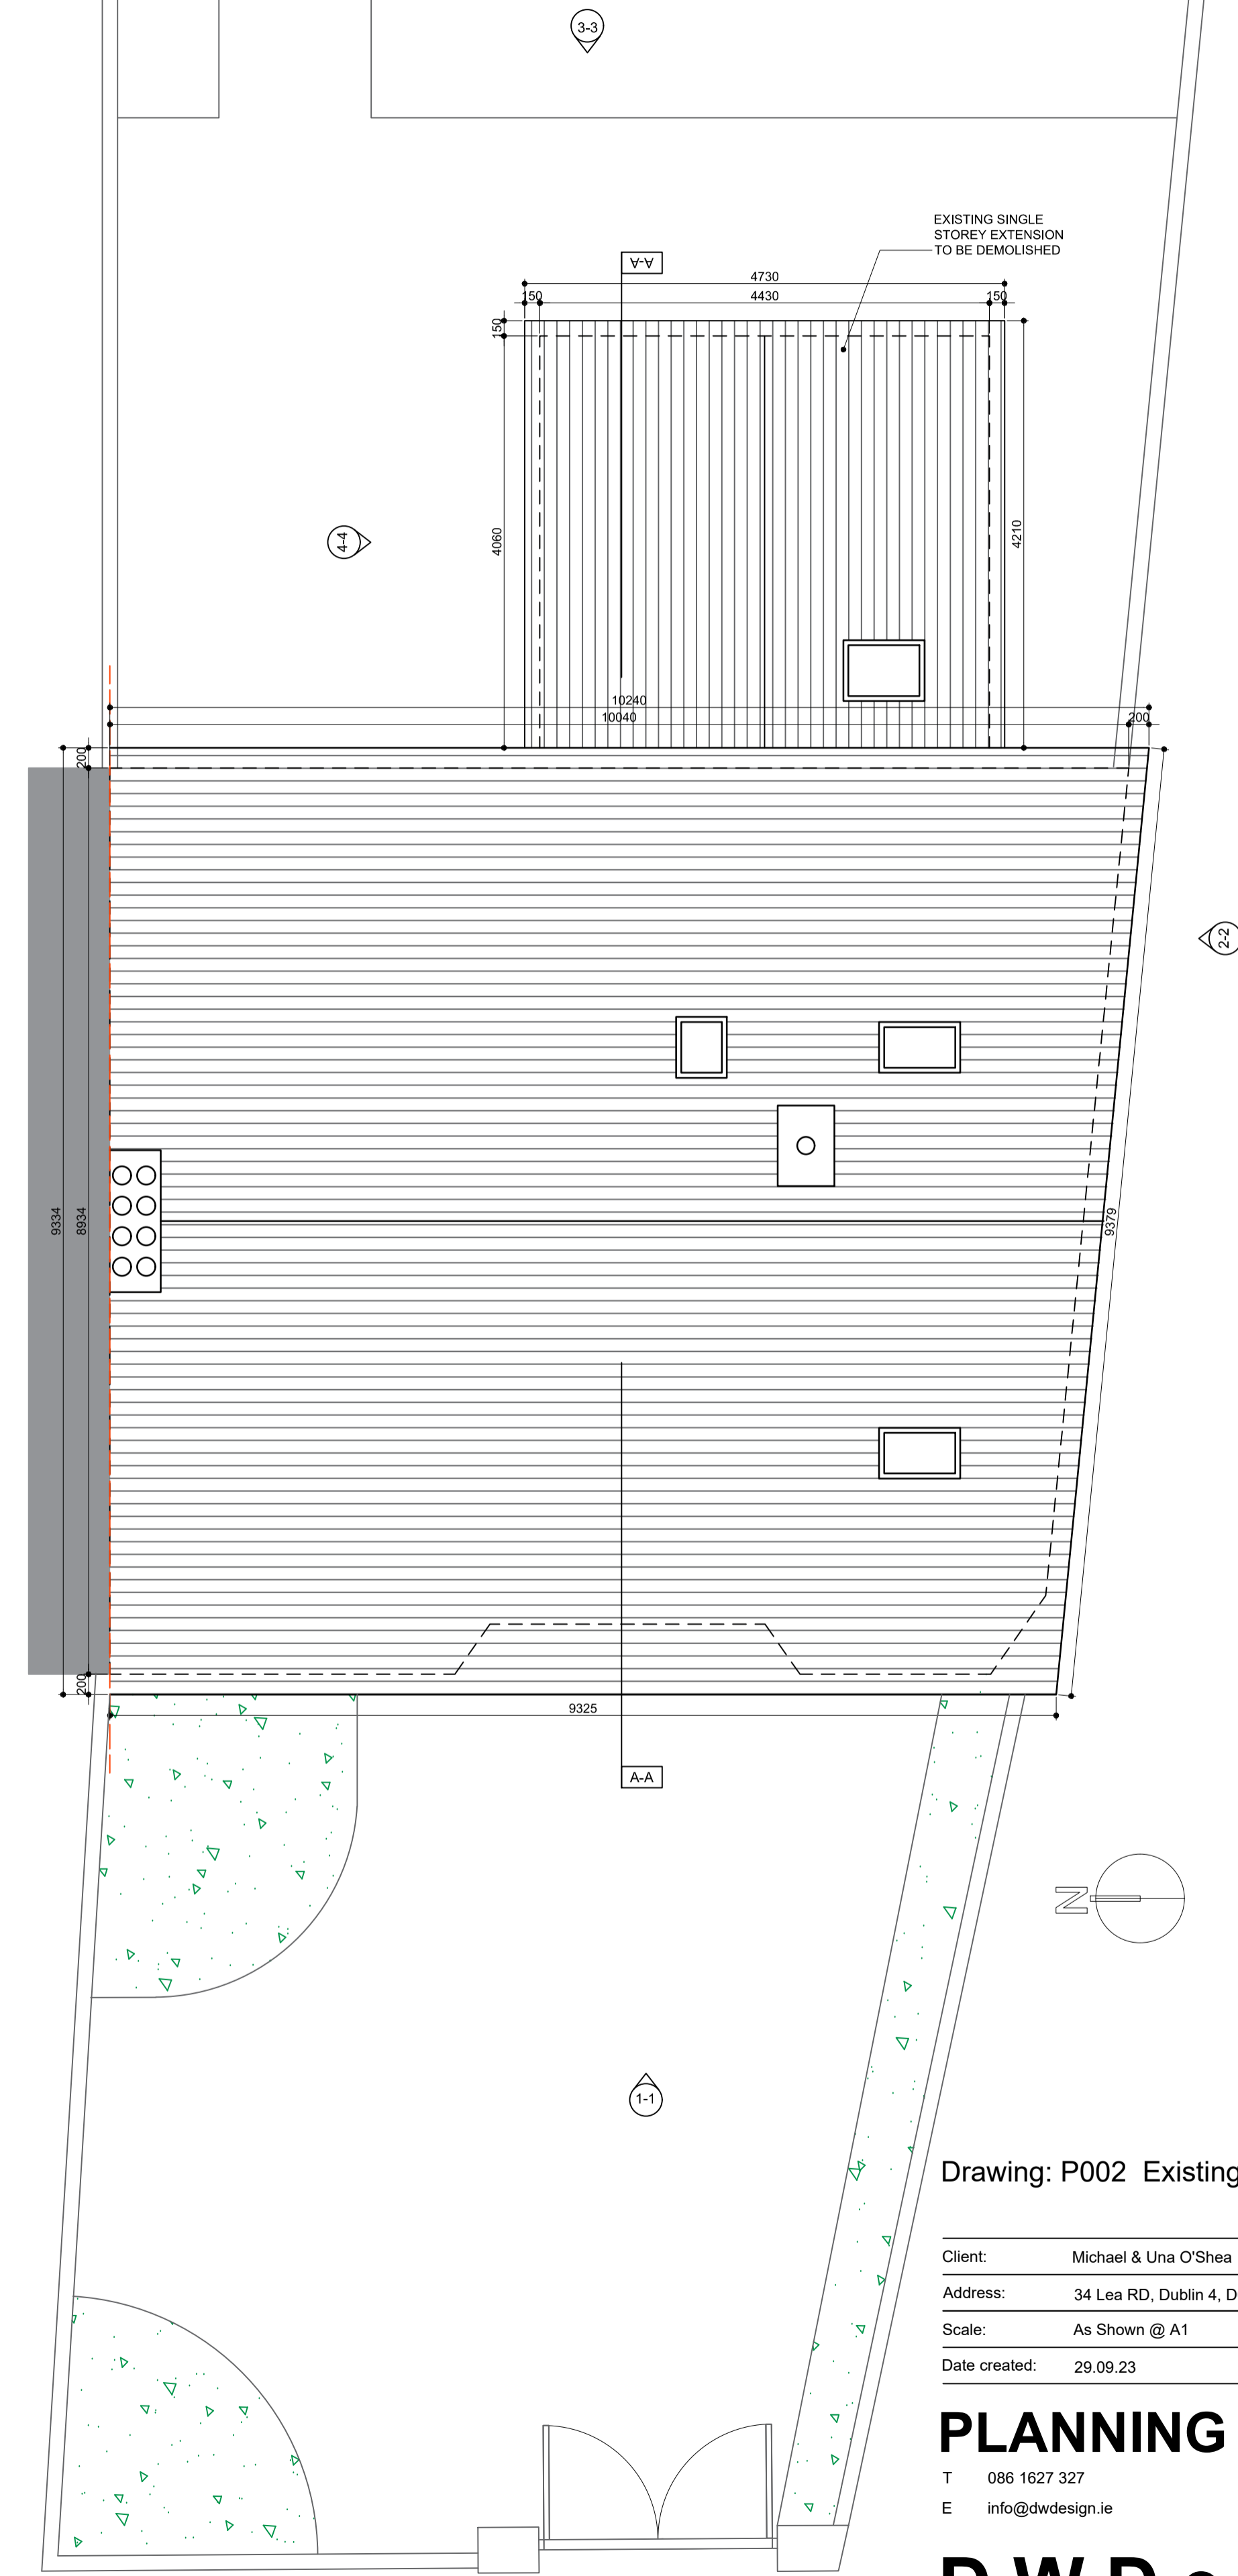 3-3
EXISTING SINGLE
STOREY EXTENSION
TO BE DEMOLISHED
A-A
4730
150
4430
150
150
4060
4210
4-4
10240
10040
200
200
2-2
9334
8934
9379
200
9325
A-A
N
1-1
Drawing: P002 Existing
Client: Michael & Una O'Shea
Address: 34 Lea RD, Dublin 4, D
Scale: As Shown @ A1
Date created: 29.09.23
PLANNING
T 086 1627 327
E info@dwdesign.ie